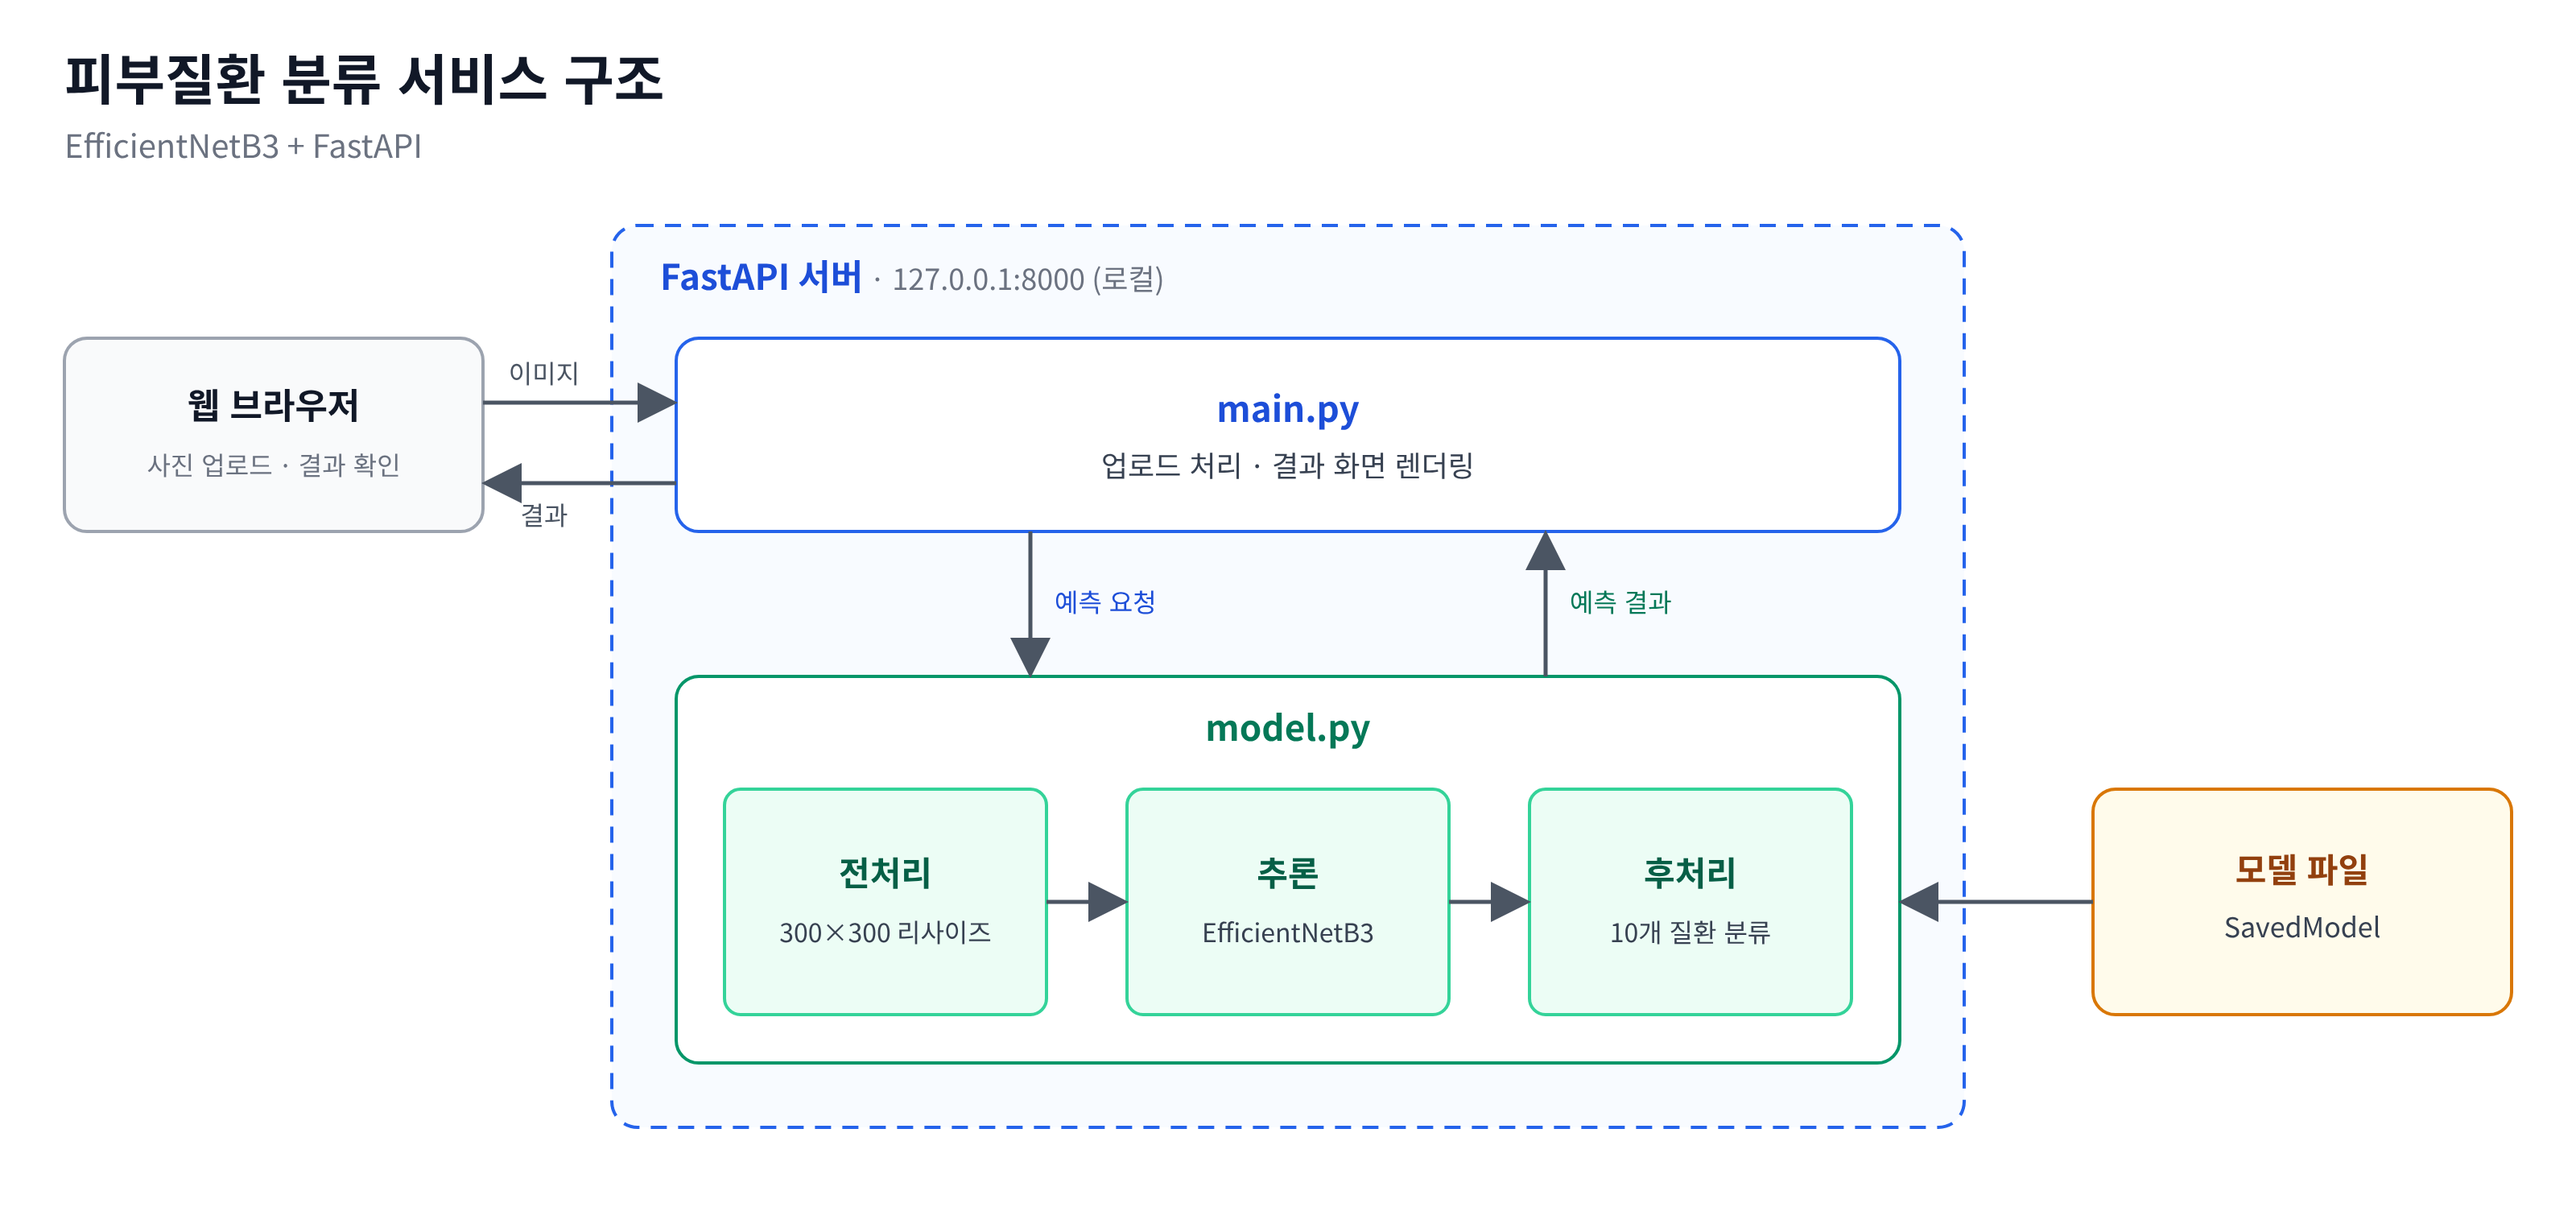 피부질환 분류 서비스 구조
EfficientNetB3 + FastAPI
FastAPI 서버 · 127.0.0.1:8000 (로컬)
웹 브라우저
사진 업로드 · 결과 확인
이미지
결과
main.py
업로드 처리 · 결과 화면 렌더링
예측 요청
예측 결과
model.py
전처리
300×300 리사이즈
추론
EfficientNetB3
후처리
10개 질환 분류
모델 파일
SavedModel